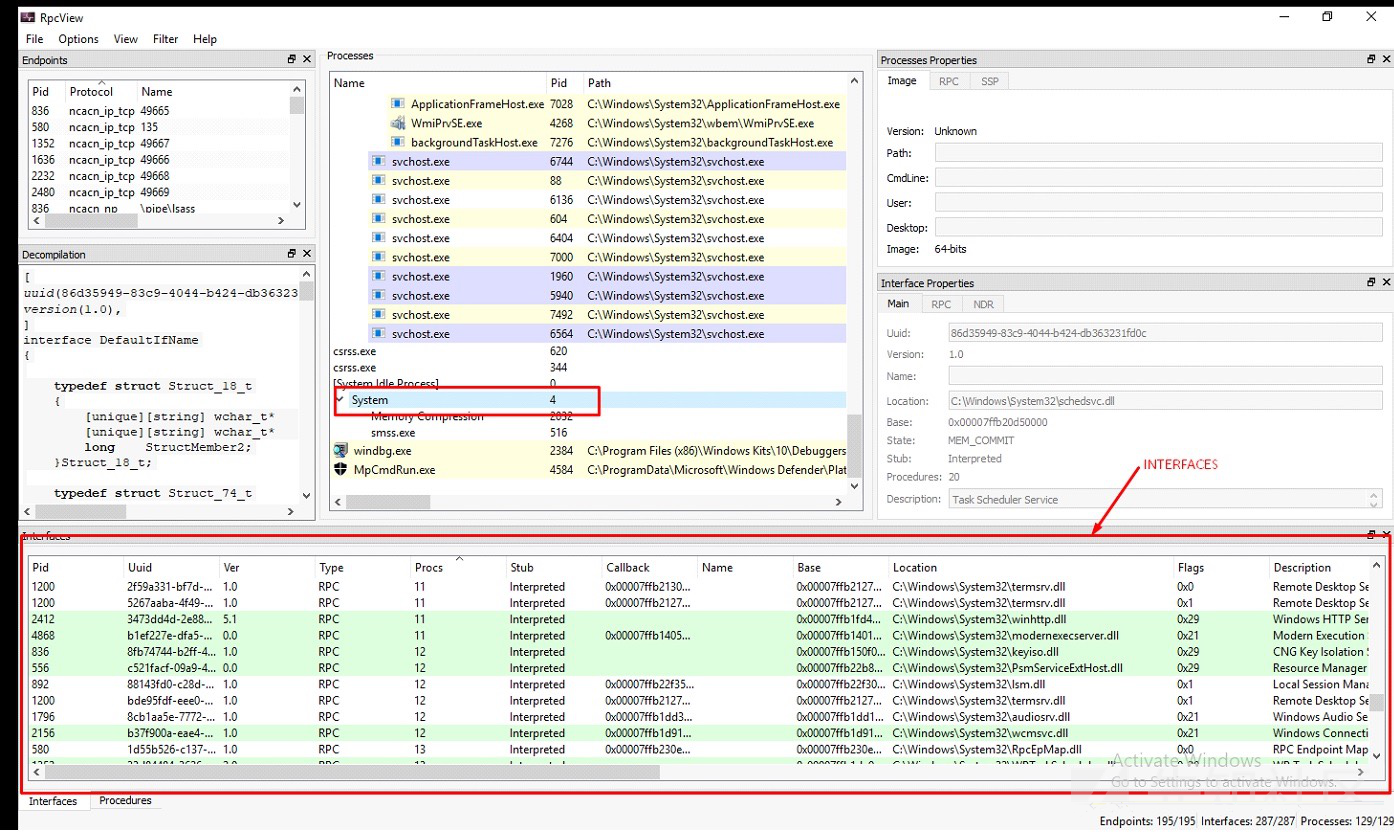 RpcView
File Options View Filter Help
Endpoints
Pid Protocol Name
836 ncacn_ip_tcp 49665
580 ncacn_ip_tcp 135
1352 ncacn_ip_tcp 49667
1636 ncacn_ip_tcp 49666
2232 ncacn_ip_tcp 49668
2480 ncacn_ip_tcp 49669
836 ncacn_np \pipe\lsass
Decompilation
[
uuid(86d35949-83c9-4044-b424-db36323
version(1.0),
]
interface DefaultIfName
{
typedef struct Struct_18_t
{
[unique][string] wchar_t*
[unique][string] wchar_t*
long StructMember2;
}Struct_18_t;
typedef struct Struct_74_t
Processes
Name Pid Path
ApplicationFrameHost.exe 7028 C:\Windows\System32\ApplicationFrameHost.exe
WmiPrvSE.exe 4268 C:\Windows\System32\wbem\WmiPrvSE.exe
backgroundTaskHost.exe 7276 C:\Windows\System32\backgroundTaskHost.exe
svchost.exe 6744 C:\Windows\System32\svchost.exe
svchost.exe 88 C:\Windows\System32\svchost.exe
svchost.exe 6136 C:\Windows\System32\svchost.exe
svchost.exe 604 C:\Windows\System32\svchost.exe
svchost.exe 6404 C:\Windows\System32\svchost.exe
svchost.exe 7000 C:\Windows\System32\svchost.exe
svchost.exe 1960 C:\Windows\System32\svchost.exe
svchost.exe 5940 C:\Windows\System32\svchost.exe
svchost.exe 7492 C:\Windows\System32\svchost.exe
svchost.exe 6564 C:\Windows\System32\svchost.exe
csrss.exe 620
csrss.exe 344
[System Idle Process] 0
System 4
Memory Compression 2032
smss.exe 516
windbg.exe 2384 C:\Program Files (x86)\Windows Kits\10\Debuggers
MpCmdRun.exe 4584 C:\ProgramData\Microsoft\Windows Defender\Plat
Processes Properties
Image RPC SSP
Version: Unknown
Path:
CmdLine:
User:
Desktop:
Image: 64-bits
Interface Properties
Main RPC NDR
Uuid: 86d35949-83c9-4044-b424-db363231fd0c
Version: 1.0
Name:
Location: C:\Windows\System32\schedsvc.dll
Base: 0x00007ffb20d50000
State: MEM_COMMIT
Stub: Interpreted
Procedures: 20
Description: Task Scheduler Service
INTERFACES
Interfaces
Pid Uuid Ver Type Procs Stub Callback Name Base Location Flags Description
1200 2f59a331-bf7d-... 1.0 RPC 11 Interpreted 0x00007ffb2130... 0x00007ffb2127... C:\Windows\System32\termsrv.dll 0x0 Remote Desktop Se
1200 5267aaba-4f49-... 1.0 RPC 11 Interpreted 0x00007ffb2127... 0x00007ffb2127... C:\Windows\System32\termsrv.dll 0x1 Remote Desktop Se
2412 3473dd4d-2e88... 5.1 RPC 11 Interpreted 0x00007ffb1fd4... C:\Windows\System32\winhttp.dll 0x29 Windows HTTP Ser
4868 b1ef227e-dfa5-... 0.0 RPC 11 Interpreted 0x00007ffb1405... 0x00007ffb1401... C:\Windows\System32\modernexecserver.dll 0x21 Modern Execution
836 8fb74744-b2ff-4... 1.0 RPC 12 Interpreted 0x00007ffb150f0... C:\Windows\System32\keyiso.dll 0x29 CNG Key Isolation S
556 c521facf-09a9-4... 0.0 RPC 12 Interpreted 0x00007ffb22b8... C:\Windows\System32\PsmServiceExtHost.dll 0x29 Resource Manager
892 88143fd0-c28d-... 1.0 RPC 12 Interpreted 0x00007ffb22f35... 0x00007ffb22f30... C:\Windows\System32\lsm.dll 0x1 Local Session Mana
1200 bde95fdf-eee0-... 1.0 RPC 12 Interpreted 0x00007ffb2127... 0x00007ffb2127... C:\Windows\System32\termsrv.dll 0x1 Remote Desktop Se
1796 8cb1aa5e-7772-... 1.0 RPC 12 Interpreted 0x00007ffb1dd3... 0x00007ffb1dd1... C:\Windows\System32\audiosrv.dll 0x21 Windows Audio Se
2156 b37f900a-eae4-... 1.0 RPC 12 Interpreted 0x00007ffb1d91... 0x00007ffb1d91... C:\Windows\System32\wcmsvc.dll 0x21 Windows Connecti
580 1d55b526-c137-... 1.0 RPC 13 Interpreted 0x00007ffb230e... 0x00007ffb230e... C:\Windows\System32\RpcEpMap.dll 0x0 RPC Endpoint Map
Activate Windows
Go to Settings to activate Windows.
Interfaces Procedures
Endpoints: 195/195 Interfaces: 287/287 Processes: 129/129